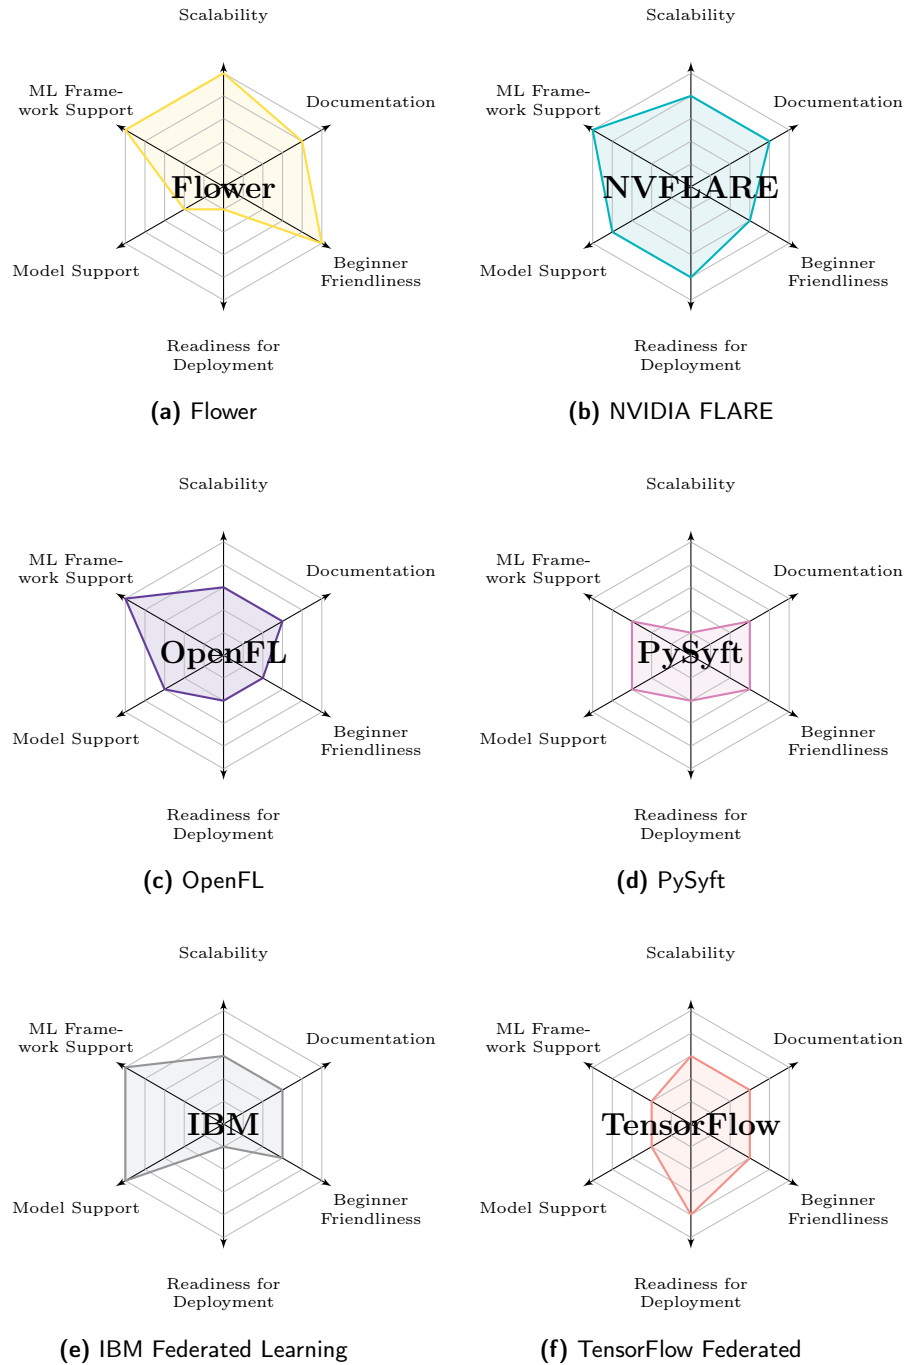 Scalability
ML Frame-
work Support
Documentation
Flower
Model Support
Beginner
Friendliness
Readiness for
Deployment
(a) Flower
Scalability
ML Frame-
work Support
Documentation
NVFLARE
Model Support
Beginner
Friendliness
Readiness for
Deployment
(b) NVIDIA FLARE
Scalability
ML Frame-
work Support
Documentation
OpenFL
Model Support
Beginner
Friendliness
Readiness for
Deployment
(c) OpenFL
Scalability
ML Frame-
work Support
Documentation
PySyft
Model Support
Beginner
Friendliness
Readiness for
Deployment
(d) PySyft
Scalability
ML Frame-
work Support
Documentation
IBM
Model Support
Beginner
Friendliness
Readiness for
Deployment
(e) IBM Federated Learning
Scalability
ML Frame-
work Support
Documentation
TensorFlow
Model Support
Beginner
Friendliness
Readiness for
Deployment
(f) TensorFlow Federated